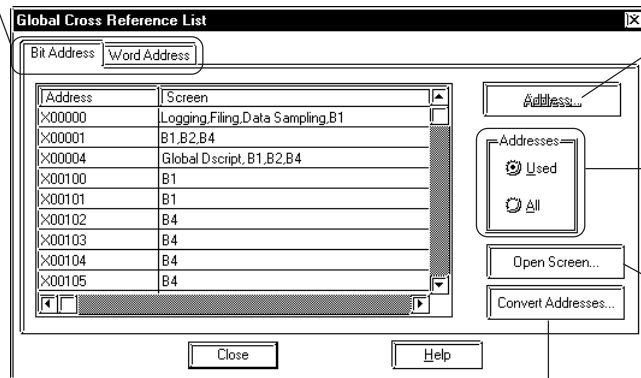 Global Cross Reference List
Bit Address Word Address
Address Screen
X00000 Logging,Filing,Data Sampling,B1
X00001 B1,B2,B4
X00004 Global Dscript, B1,B2,B4
X00100 B1
X00101 B1
X00102 B4
X00103 B4
X00104 B4
X00105 B4
Address...
Addresses
Used
All
Open Screen...
Convert Addresses...
Close Help